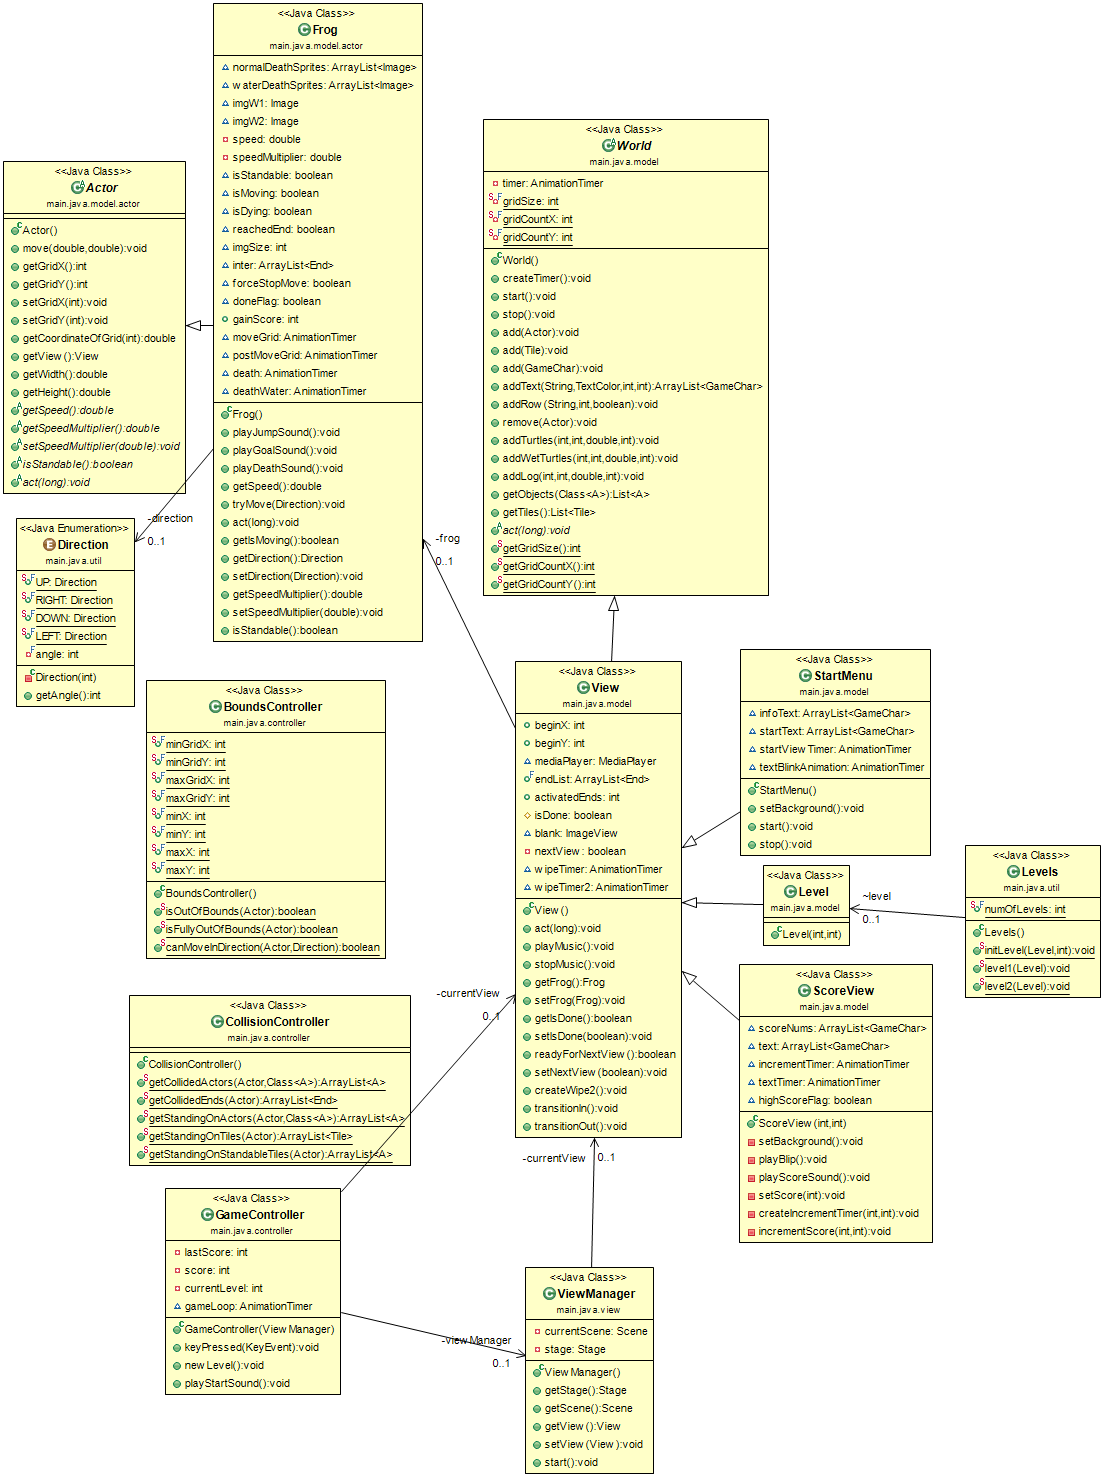 <<Java Class>>
Frog
main.java.model.actor
normalDeathSprites: ArrayList<Image>
waterDeathSprites: ArrayList<Image>
imgW1: Image
imgW2: Image
speed: double
speedMultiplier: double
isStandable: boolean
isMoving: boolean
isDying: boolean
reachedEnd: boolean
imgSize: int
inter: ArrayList<End>
forceStopMove: boolean
doneFlag: boolean
gainScore: int
moveGrid: AnimationTimer
postMoveGrid: AnimationTimer
death: AnimationTimer
deathWater: AnimationTimer
Frog()
playJumpSound():void
playGoalSound():void
playDeathSound():void
getSpeed():double
tryMove(Direction):void
act(long):void
getIsMoving():boolean
getDirection():Direction
setDirection(Direction):void
getSpeedMultiplier():double
setSpeedMultiplier(double):void
isStandable():boolean
<<Java Class>>
World
main.java.model
timer: AnimationTimer
gridSize: int
gridCountX: int
gridCountY: int
World()
createTimer():void
start():void
stop():void
add(Actor):void
add(Tile):void
add(GameChar):void
addText(String,TextColor,int,int):ArrayList<GameChar>
addRow(String,int,boolean):void
remove(Actor):void
addTurtles(int,int,double,int):void
addWetTurtles(int,int,double,int):void
addLog(int,int,double,int):void
getObjects(Class<A>):List<A>
getTiles():List<Tile>
act(long):void
getGridSize():int
getGridCountX():int
getGridCountY():int
<<Java Class>>
Actor
main.java.model.actor
Actor()
move(double,double):void
getGridX():int
getGridY():int
setGridX(int):void
setGridY(int):void
getCoordinateOfGrid(int):double
getView():View
getWidth():double
getHeight():double
getSpeed():double
getSpeedMultiplier():double
setSpeedMultiplier(double):void
isStandable():boolean
act(long):void
-direction
0..1
-frog
0..1
<<Java Enumeration>>
Direction
main.java.util
UP: Direction
RIGHT: Direction
DOWN: Direction
LEFT: Direction
angle: int
Direction(int)
getAngle():int
<<Java Class>>
BoundsController
main.java.controller
minGridX: int
minGridY: int
maxGridX: int
maxGridY: int
minX: int
minY: int
maxX: int
maxY: int
BoundsController()
isOutOfBounds(Actor):boolean
isFullyOutOfBounds(Actor):boolean
canMoveInDirection(Actor,Direction):boolean
<<Java Class>>
View
main.java.model
beginX: int
beginY: int
mediaPlayer: MediaPlayer
endList: ArrayList<End>
activatedEnds: int
isDone: boolean
blank: ImageView
nextView: boolean
wipeTimer: AnimationTimer
wipeTimer2: AnimationTimer
View()
act(long):void
playMusic():void
stopMusic():void
getFrog():Frog
setFrog(Frog):void
getIsDone():boolean
setIsDone(boolean):void
readyForNextView():boolean
setNextView(boolean):void
createWipe2():void
transitionIn():void
transitionOut():void
<<Java Class>>
StartMenu
main.java.model
infoText: ArrayList<GameChar>
startText: ArrayList<GameChar>
startViewTimer: AnimationTimer
textBlinkAnimation: AnimationTimer
StartMenu()
setBackground():void
start():void
stop():void
<<Java Class>>
Level
main.java.model
Level(int,int)
~level
0..1
<<Java Class>>
Levels
main.java.util
numOfLevels: int
Levels()
initLevel(Level,int):void
level1(Level):void
level2(Level):void
<<Java Class>>
ScoreView
main.java.model
scoreNums: ArrayList<GameChar>
text: ArrayList<GameChar>
incrementTimer: AnimationTimer
textTimer: AnimationTimer
highScoreFlag: boolean
ScoreView(int,int)
setBackground():void
playBlip():void
playScoreSound():void
setScore(int):void
createIncrementTimer(int,int):void
incrementScore(int,int):void
-currentView
0..1
<<Java Class>>
CollisionController
main.java.controller
CollisionController()
getCollidedActors(Actor,Class<A>):ArrayList<A>
getCollidedEnds(Actor):ArrayList<End>
getStandingOnActors(Actor,Class<A>):ArrayList<A>
getStandingOnTiles(Actor):ArrayList<Tile>
getStandingOnStandableTiles(Actor):ArrayList<A>
-currentView
0..1
<<Java Class>>
GameController
main.java.controller
lastScore: int
score: int
currentLevel: int
gameLoop: AnimationTimer
GameController(ViewManager)
keyPressed(KeyEvent):void
newLevel():void
playStartSound():void
-viewManager
0..1
<<Java Class>>
ViewManager
main.java.view
currentScene: Scene
stage: Stage
ViewManager()
getStage():Stage
getScene():Scene
getView():View
setView(View):void
start():void